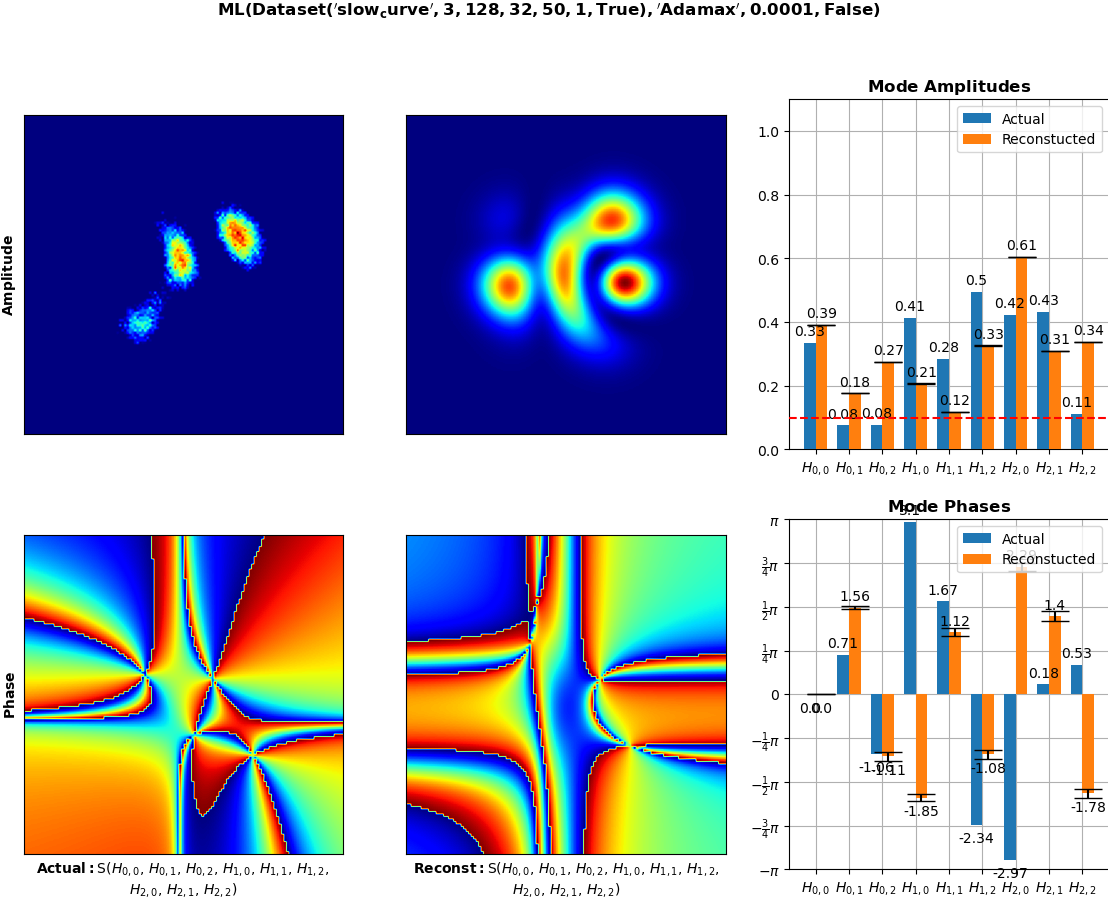 ML(Dataset('slow_curve', 3, 128, 32, 50, 1, True), 'Adamax', 0.0001, False)
Amplitude
Mode Amplitudes
Actual
Reconstucted
1.0
0.8
0.6
0.4
0.2
0.0
0.33
0.39
0.08
0.18
0.08
0.27
0.41
0.21
0.28
0.12
0.5
0.33
0.42
0.61
0.43
0.31
0.11
0.34
H0,0 H0,1 H0,2 H1,0 H1,1 H1,2 H2,0 H2,1 H2,2
Phase
Mode Phases
Actual
Reconstucted
π
3/4π
1/2π
1/4π
0
−1/4π
−1/2π
−3/4π
−π
0.0
0.0
0.71
1.56
-1.06
-1.11
3.1
-1.85
1.67
1.12
-2.34
-1.08
-2.97
0.18
1.4
0.53
-1.78
H0,0 H0,1 H0,2 H1,0 H1,1 H1,2 H2,0 H2,1 H2,2
Actual: S(H0,0, H0,1, H0,2, H1,0, H1,1, H1,2,
H2,0, H2,1, H2,2)
Reconst: S(H0,0, H0,1, H0,2, H1,0, H1,1, H1,2,
H2,0, H2,1, H2,2)